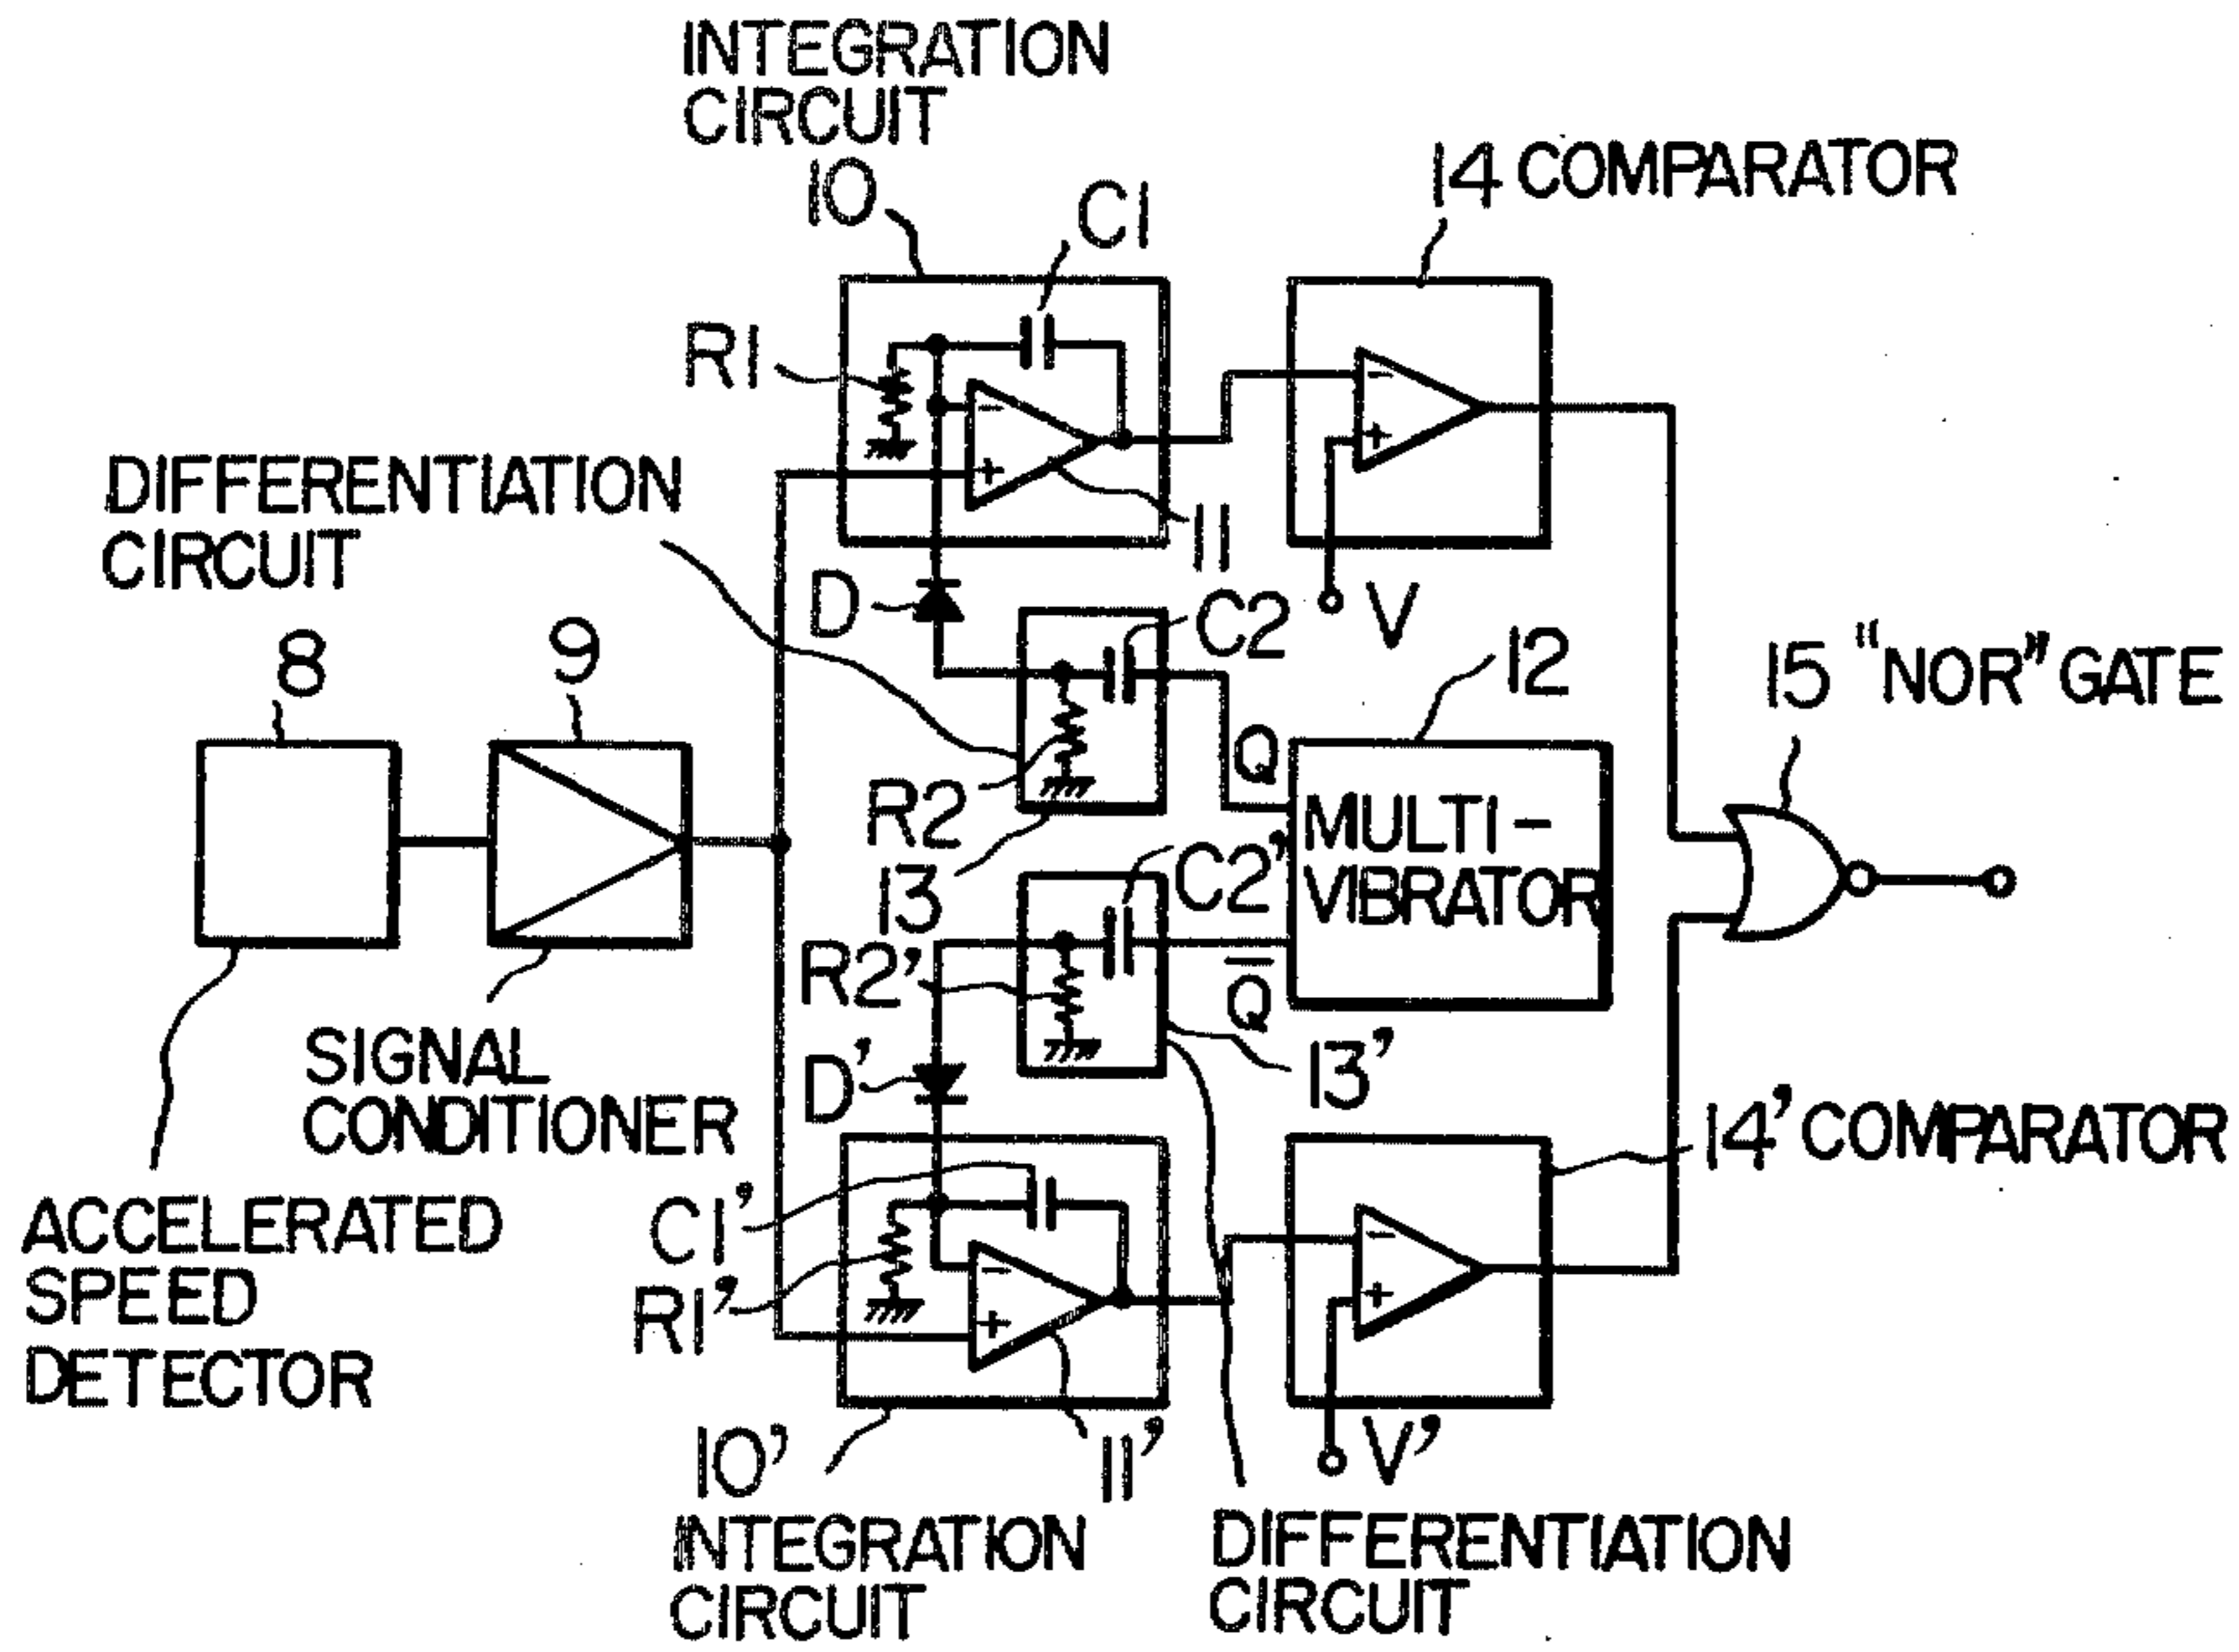 INTEGRATION
CIRCUIT
10
C1
14 COMPARATOR
R1
-
+
11
-
+
V
DIFFERENTIATION
CIRCUIT
D
C2
8
9
12
15 "NOR" GATE
R2
13
Q
MULTI-
VIBRATOR
C2'
R2'
Q̅
13'
D'
SIGNAL
CONDITIONER
14' COMPARATOR
ACCELERATED
SPEED
DETECTOR
C1'
R1'
-
+
-
+
10'
11'
V'
INTEGRATION
CIRCUIT
DIFFERENTIATION
CIRCUIT